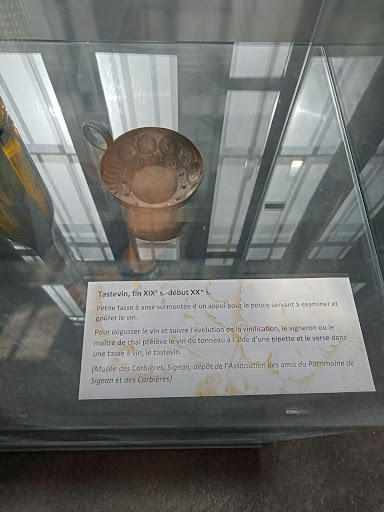 Tastevin, fin XIXᵉ s.-début XXᵉ s.
Petite tasse à anse surmontée d'un appui pour le pouce servant à examiner et
goûter le vin.
Pour déguster le vin et suivre l'évolution de la vinification, le vigneron ou le
maître de chai prélève le vin du tonneau à l'aide d'une pipette et le verse dans
une tasse à vin, le tastevin.
(Musée des Corbières, Sigean, dépôt de l'Association des amis du Patrimoine de
Sigean et des Corbières)